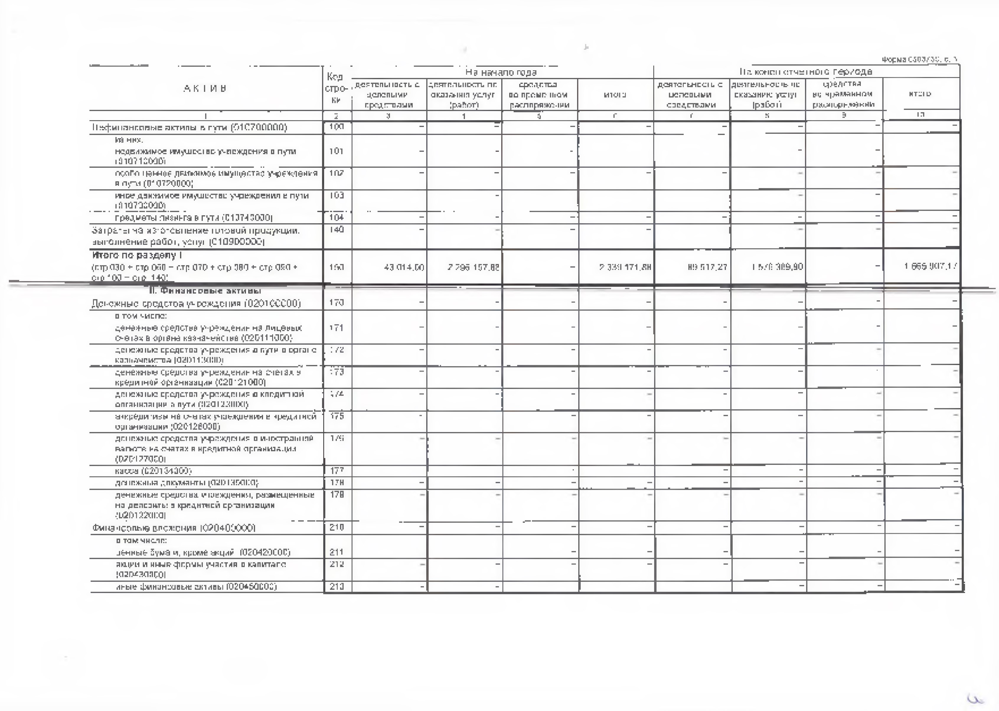 Форма 0503730, с. 3
АКТИВ
Код стро-ки
На начало года
На конец отчетного периода
деятельность с целевыми средствами
деятельность по оказанию услуг (работ)
средства во временном распоряжении
итого
деятельность с целевыми средствами
деятельность по оказанию услуг (работ)
средства во временном распоряжении
итого
1 2 3 4 5 6 7 8 9 10
Нефинансовые активы в пути (010700000) 100 – – – – – – – –
из них:
недвижимое имущество учреждения в пути 101 – – - – –
(010710000)
особо ценное движимое имущество учреждения 102 – – – – – – – –
в пути (010720000)
иное движимое имущество учреждения в пути 103 – – – –
(010730000)
предметы лизинга в пути (010740000) 104 – – – – – – – –
Затраты на изготовление готовой продукции, 140 – – – – – – – –
выполнение работ, услуг (010900000)
Итого по разделу I
(стр.030 + стр.060 + стр.070 + стр.080 + стр.090 + 150 43 014,00 2 296 157,88 – 2 339 171,88 89 517,27 1 576 389,90 – 1 665 907,17
стр.100 + стр. 140)
II. Финансовые активы
Денежные средства учреждения (020100000) 170 – – – – – – – –
в том числе:
денежные средства учреждения на лицевых 171 – – – – – – – –
счетах в органе казначейства (020111000)
денежные средства учреждения в пути в органе 172 – – – – – – – –
казначейства (020113000)
денежные средства учреждения на счетах в 173 – – – – – – - –
кредитной организации (020121000)
денежные средства учреждения в кредитной 174 – – – – – – – –
организации в пути (020123000)
аккредитивы на счетах учреждения в кредитной 175 - – – – – – –
организации (020126000)
денежные средства учреждения в иностранной 176 – – – – – – – –
валюте на счетах в кредитной организации
(020127000)
касса (020134000) 177 - – – – –
денежные документы (020135000) 178 – – – – – – – –
денежные средства учреждения, размещенные 179 – – – – – – – –
на депозиты в кредитной организации
(020122000)
Финансовые вложения (020400000) 210 – – – – – – – –
в том числе:
ценные бумаги, кроме акций (020420000) 211 – – – – – –
акции и иные формы участия в капитале 212 – – – – – – – –
(020430000)
иные финансовые активы (020450000) 213 – – – – –
3